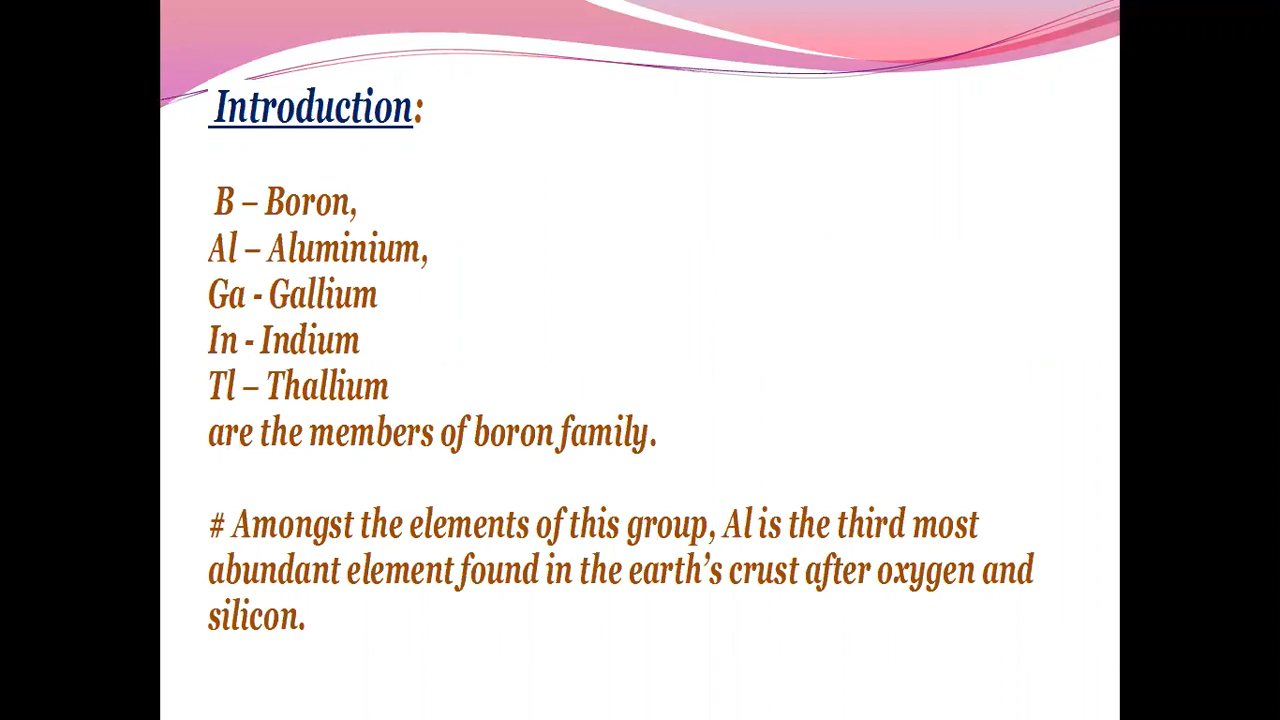 Introduction:
B – Boron,
Al – Aluminium,
Ga - Gallium
In - Indium
Tl – Thallium
are the members of boron family.
# Amongst the elements of this group, Al is the third most
abundant element found in the earth’s crust after oxygen and
silicon.